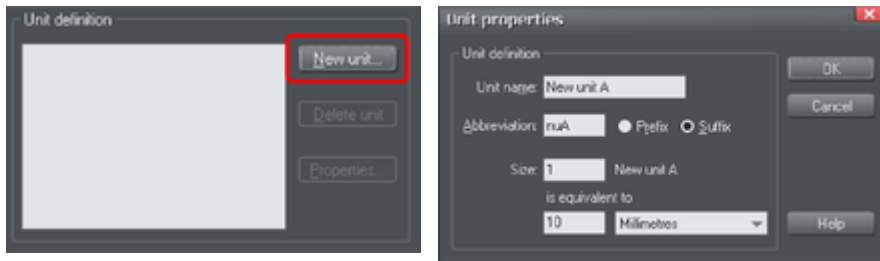 Unit definition
New unit...
Delete unit
Properties...
Unit properties
Unit definition
Unit name: New unit A
Abbreviation: nuA Prefix Suffix
Size: 1 New unit A
is equivalent to
10 Millimetres
OK
Cancel
Help